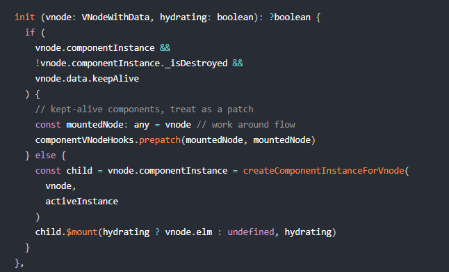 init (vnode: VNodeWithData, hydrating: boolean): ?boolean {
  if (
    vnode.componentInstance &&
    !vnode.componentInstance._isDestroyed &&
    vnode.data.keepAlive
  ) {
    // kept-alive components, treat as a patch
    const mountedNode: any = vnode // work around flow
    componentVNodeHooks.prepatch(mountedNode, mountedNode)
  } else {
    const child = vnode.componentInstance = createComponentInstanceForVnode(
      vnode,
      activeInstance
    )
    child.$mount(hydrating ? vnode.elm : undefined, hydrating)
  }
},